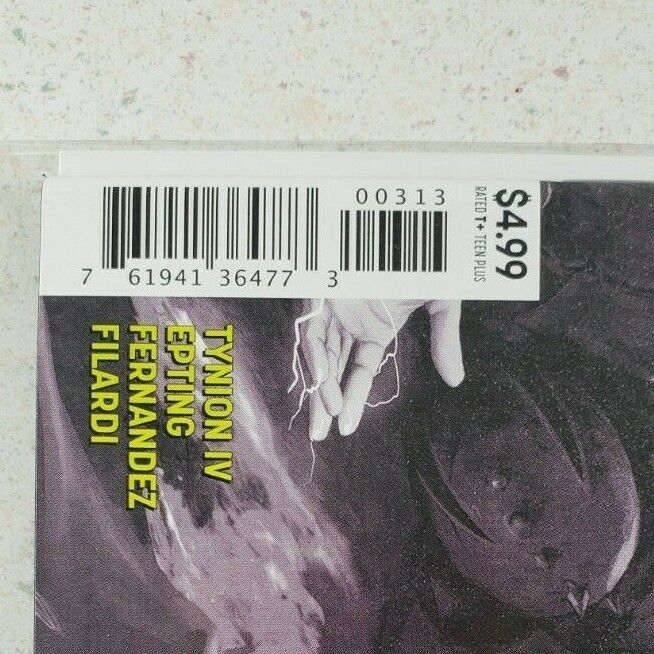 00313
7 61941 36477 3
$4.99
RATED T+ TEEN PLUS
TYNION IV
EPTING
FERNANDEZ
FILARDI